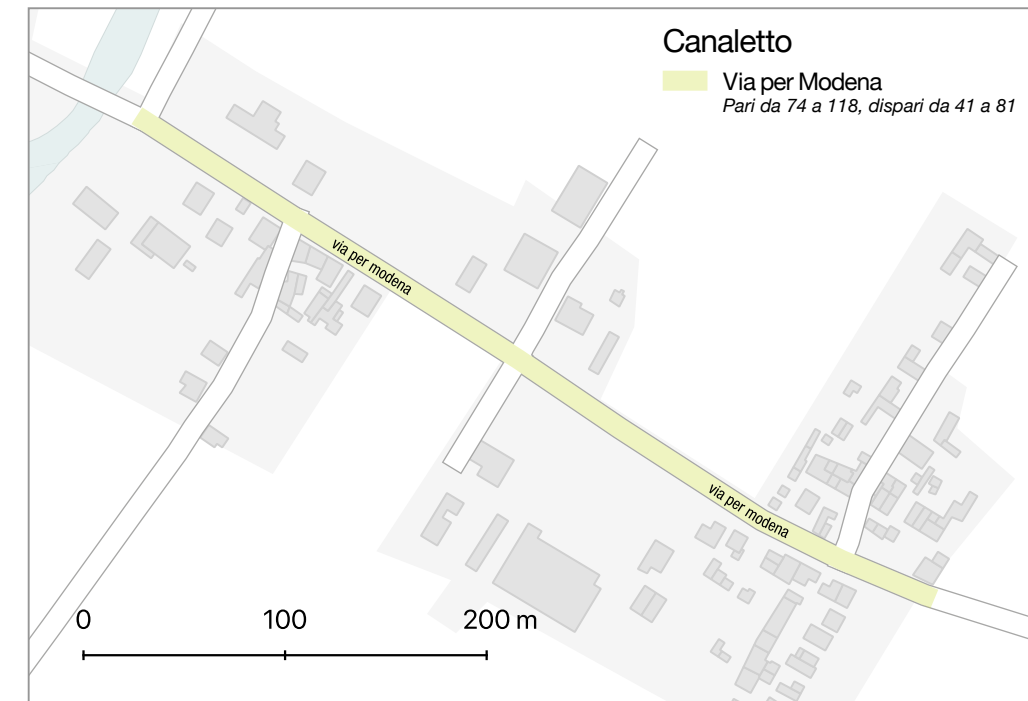 Canaletto
Via per Modena
Pari da 74 a 118, dispari da 41 a 81
via per modena
via per modena
0 100 200 m